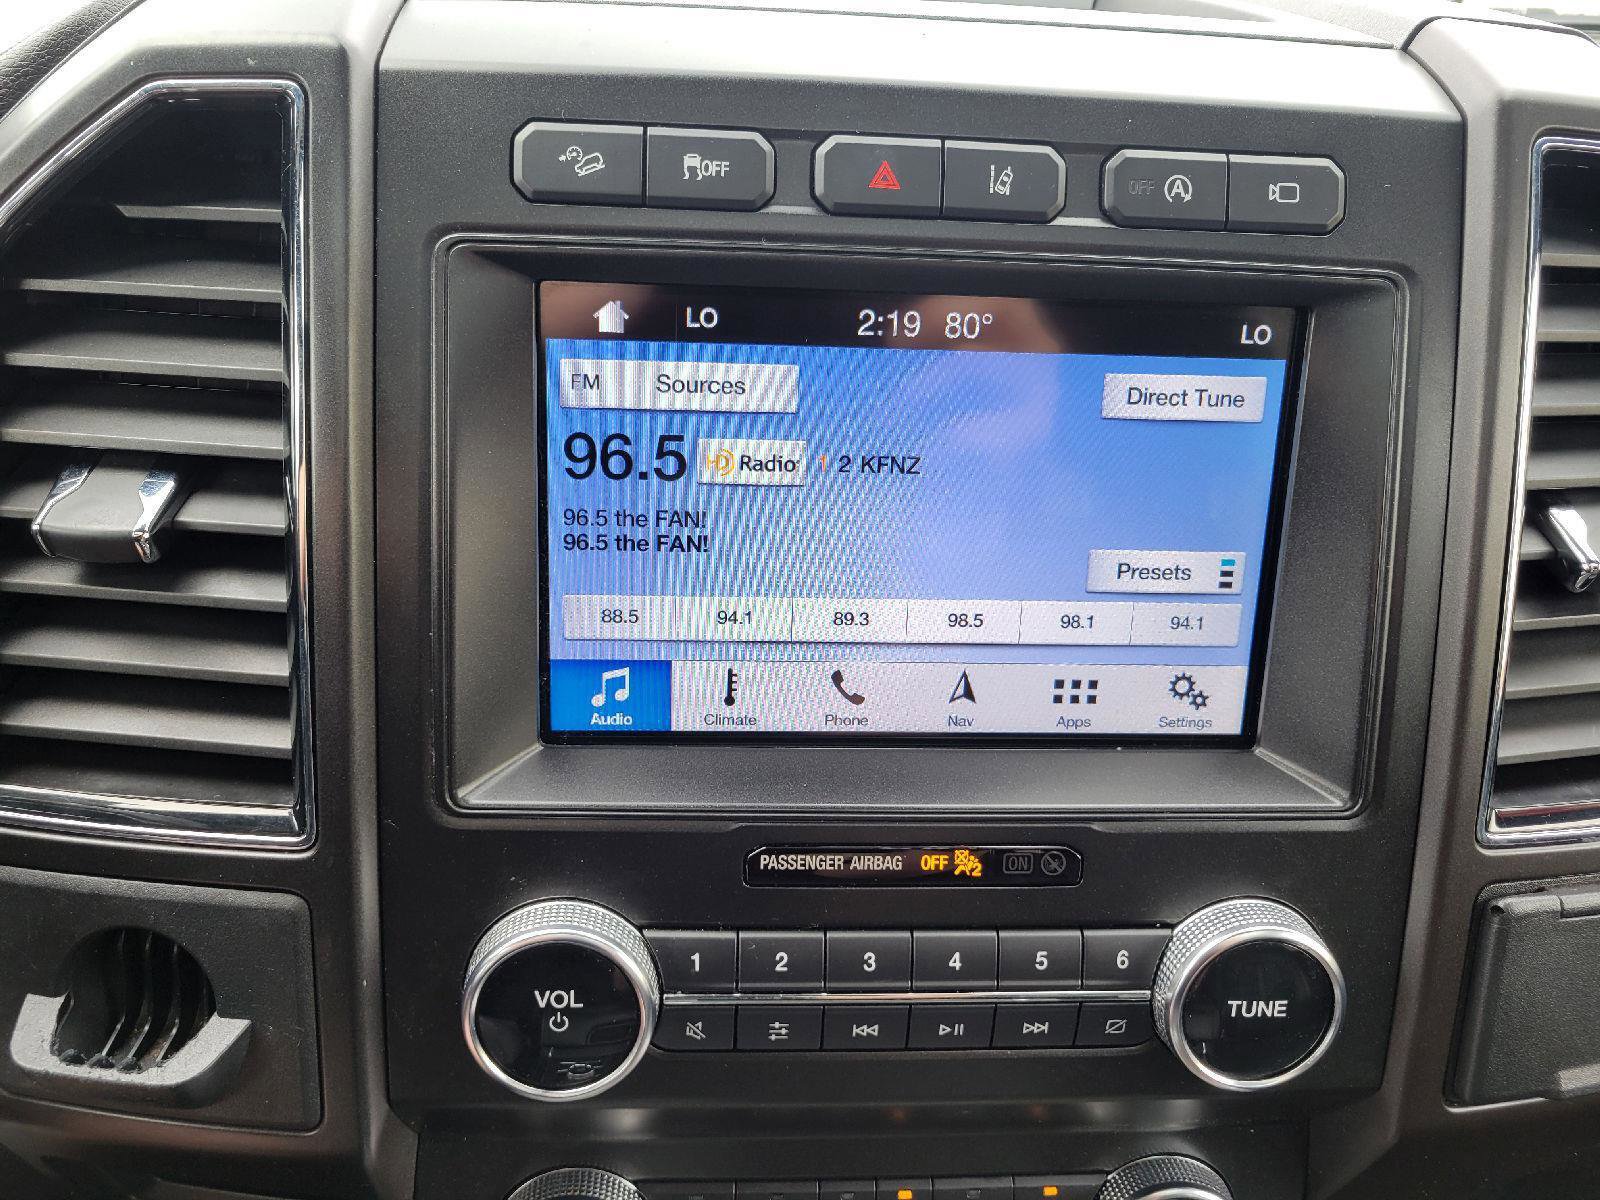 OFF OFF A
LO 2:19 80° LO
FM Sources Direct Tune
96.5 HD Radio 1 2 KFNZ
96.5 the FAN!
96.5 the FAN!
Presets
88.5 94.1 89.3 98.5 98.1 94.1
Audio Climate Phone Nav Apps Settings
PASSENGER AIRBAG OFF 2 ON
1 2 3 4 5 6
VOL TUNE